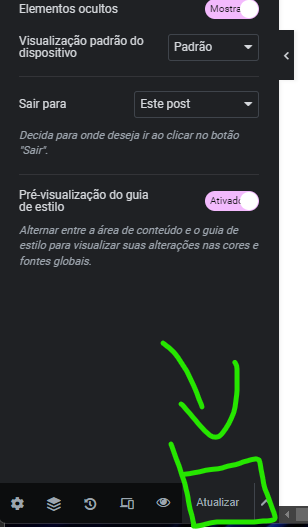 Elementos ocultos
Mostra
Visualização padrão do
dispositivo
Padrão
Sair para
Este post
Decida para onde deseja ir ao clicar no botão
"Sair".
Pré-visualização do guia
de estilo
Ativado
Alternar entre a área de conteúdo e o guia de
estilo para visualizar suas alterações nas cores e
fontes globais.
Atualizar